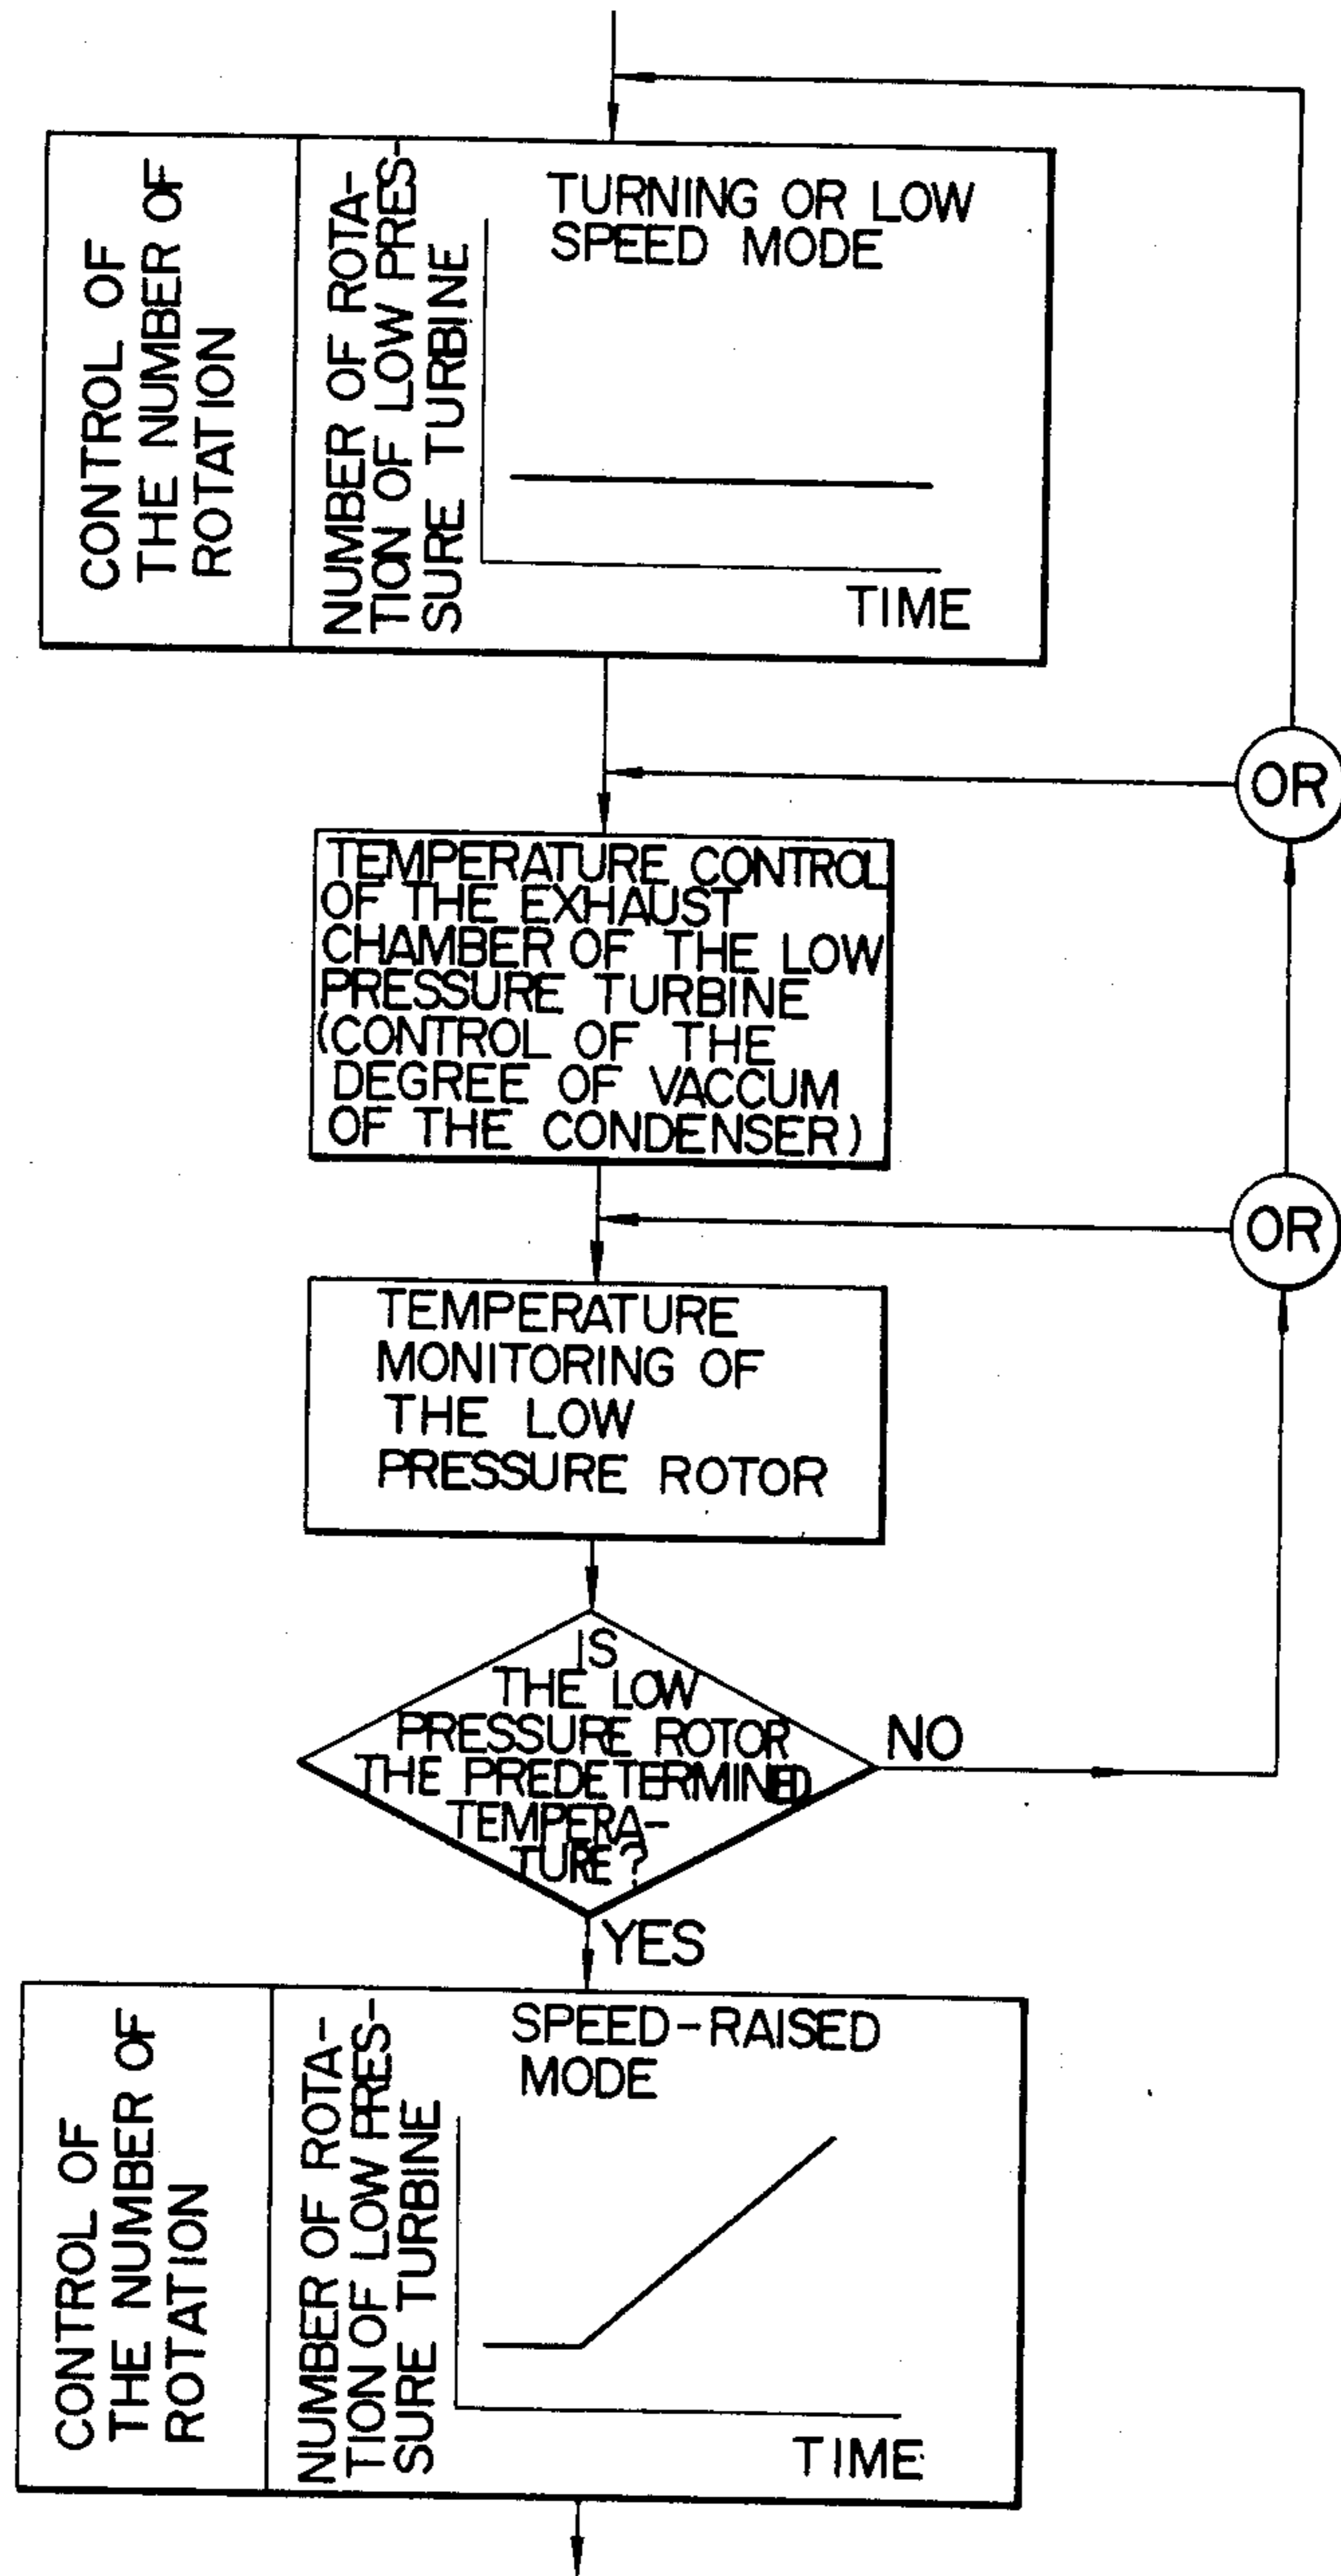 CONTROL OF
THE NUMBER OF
ROTATION
NUMBER OF ROTA-
TION OF LOW PRES-
SURE TURBINE
TURNING OR LOW
SPEED MODE
TIME
OR
TEMPERATURE CONTROL
OF THE EXHAUST
CHAMBER OF THE LOW
PRESSURE TURBINE
(CONTROL OF THE
DEGREE OF VACCUM
OF THE CONDENSER)
OR
TEMPERATURE
MONITORING OF
THE LOW
PRESSURE ROTOR
IS
THE LOW
PRESSURE ROTOR
THE PREDETERMINED
TEMPERA-
TURE?
NO
YES
CONTROL OF
THE NUMBER OF
ROTATION
NUMBER OF ROTA-
TION OF LOW PRES-
SURE TURBINE
SPEED-RAISED
MODE
TIME